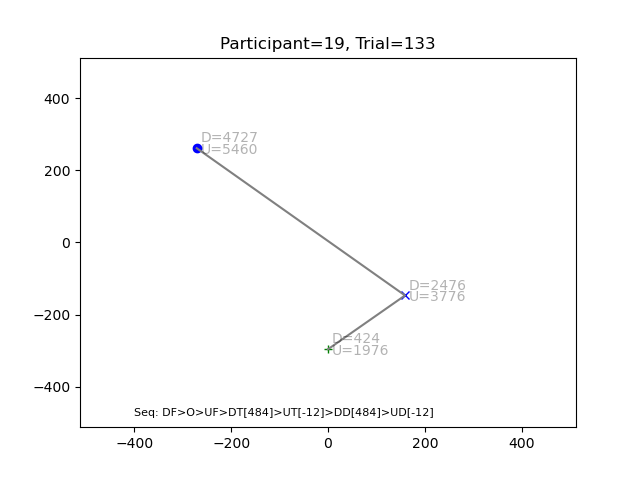 Participant=19, Trial=133
400
200
0
−200
−400
D=4727
U=5460
D=2476
U=3776
D=424
U=1976
Seq: DF>O>UF>DT[484]>UT[-12]>DD[484]>UD[-12]
−400 −200 0 200 400